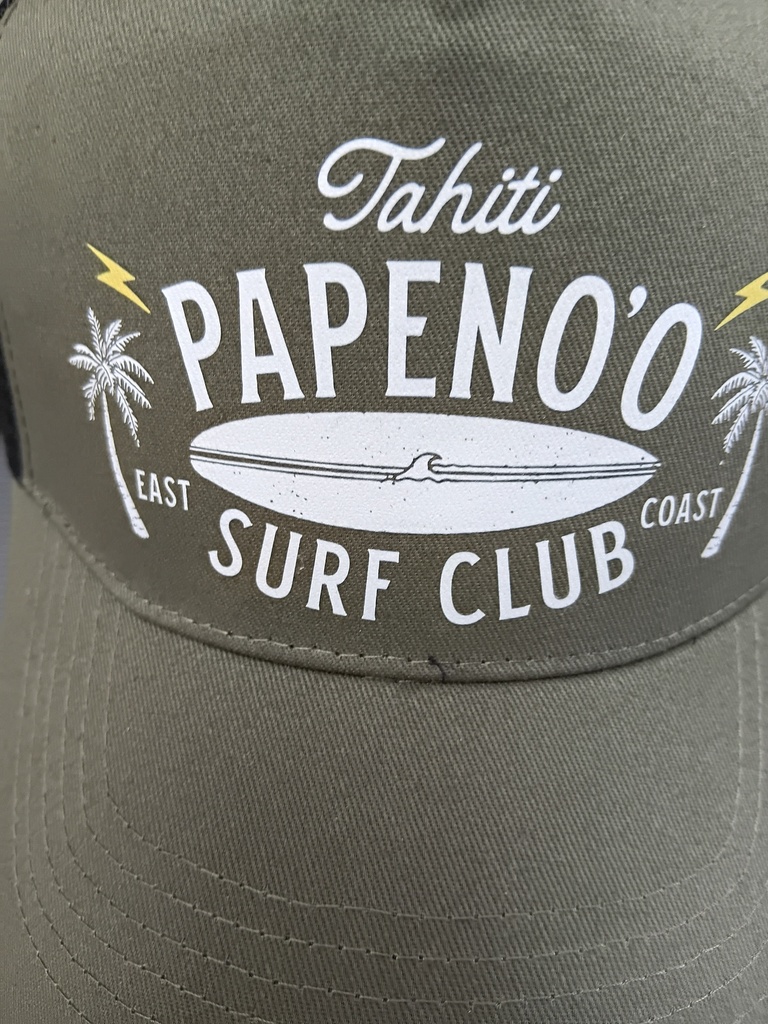 Tahiti
PAPENO’O
EAST COAST
SURF CLUB